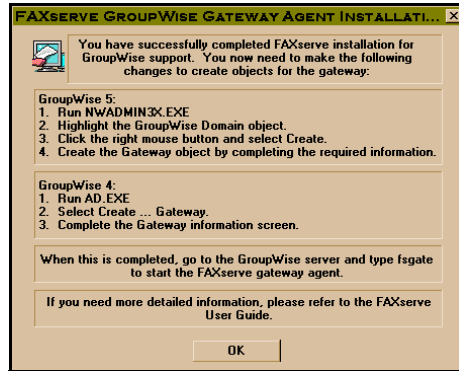 FAXserve GroupWise Gateway Agent Installati...
You have successfully completed FAXserve installation for
GroupWise support. You now need to make the following
changes to create objects for the gateway:
GroupWise 5:
1. Run NWADMN3X.EXE
2. Highlight the GroupWise Domain object.
3. Click the right mouse button and select Create.
4. Create the Gateway object by completing the required information.
GroupWise 4:
1. Run AD.EXE
2. Select Create ... Gateway.
3. Complete the Gateway information screen.
When this is completed, go to the GroupWise server and type fsgate
to start the FAXserve gateway agent.
If you need more detailed information, please refer to the FAXserve
User Guide.
OK